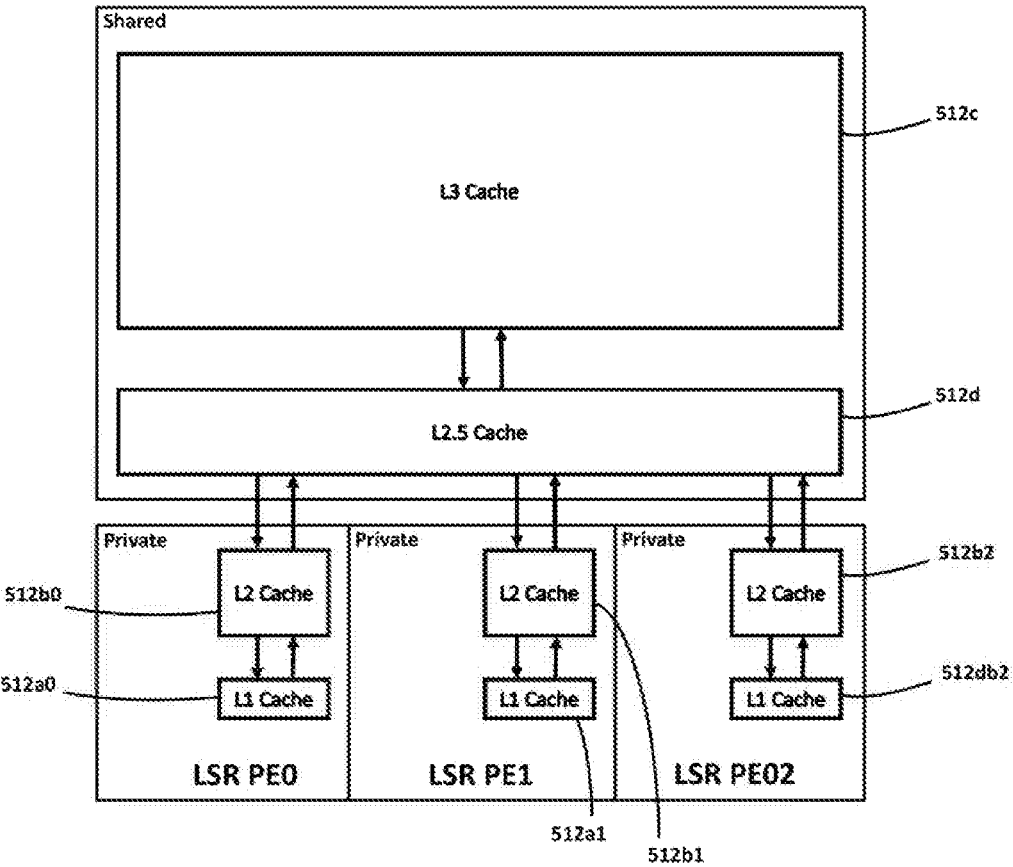 Shared
512c
L3 Cache
512d
L2.5 Cache
Private
Private
Private
512b2
512b0
L2 Cache
L2 Cache
L2 Cache
512a0
512db2
L1 Cache
L1 Cache
L1 Cache
LSR PE0
LSR PE1
LSR PE02
512a1
512b1